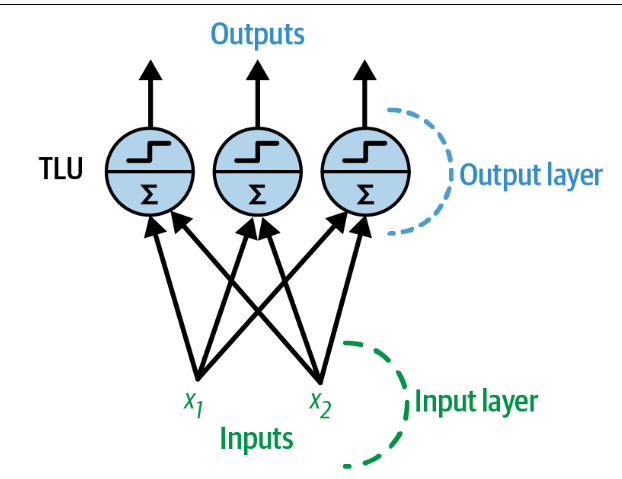 Outputs
TLU
Σ
Σ
Σ
Output layer
x1
x2
Input layer
Inputs